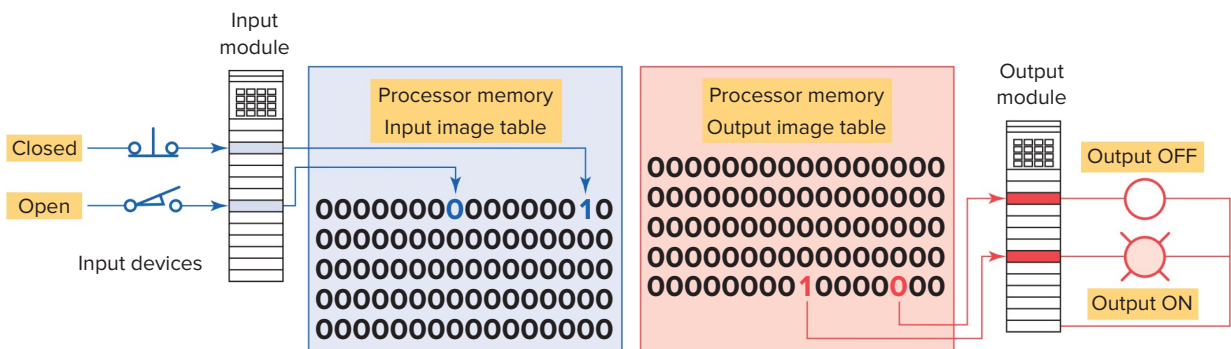 Input
module
Closed
Open
Input devices
Processor memory
Input image table
0000000000000010
0000000000000000
0000000000000000
0000000000000000
0000000000000000
Processor memory
Output image table
0000000000000000
0000000000000000
0000000000000000
0000000000000000
0000000010000000
Output
module
Output OFF
Output ON